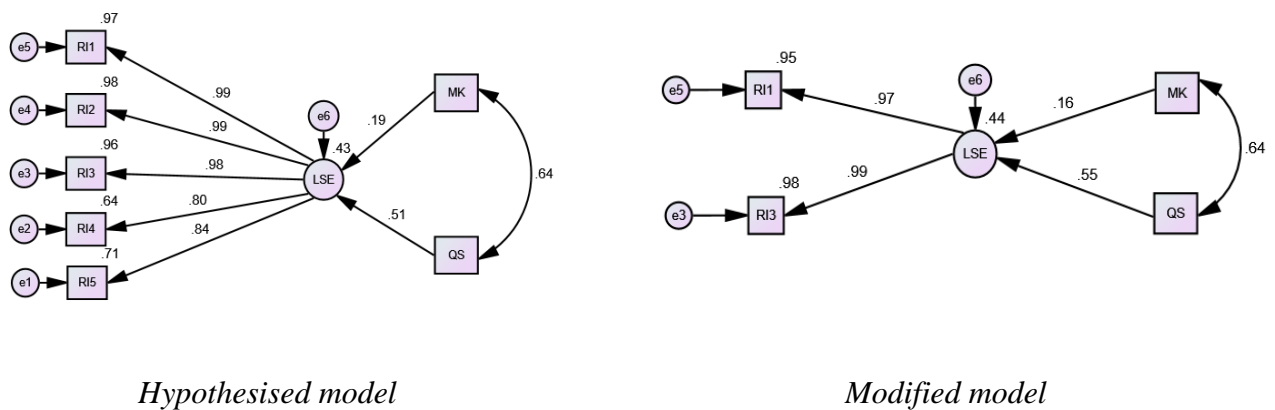 .97
e5
RI1
.99
.98
e4
RI2
.99
.96
e3
RI3
.98
.64
e2
RI4
.80
.71
e1
RI5
.84
e6
.43
LSE
.19
MK
.51
QS
.64
Hypothesised model
.95
e5
RI1
.97
.98
e3
RI3
.99
e6
.44
LSE
.16
MK
.55
QS
.64
Modified model